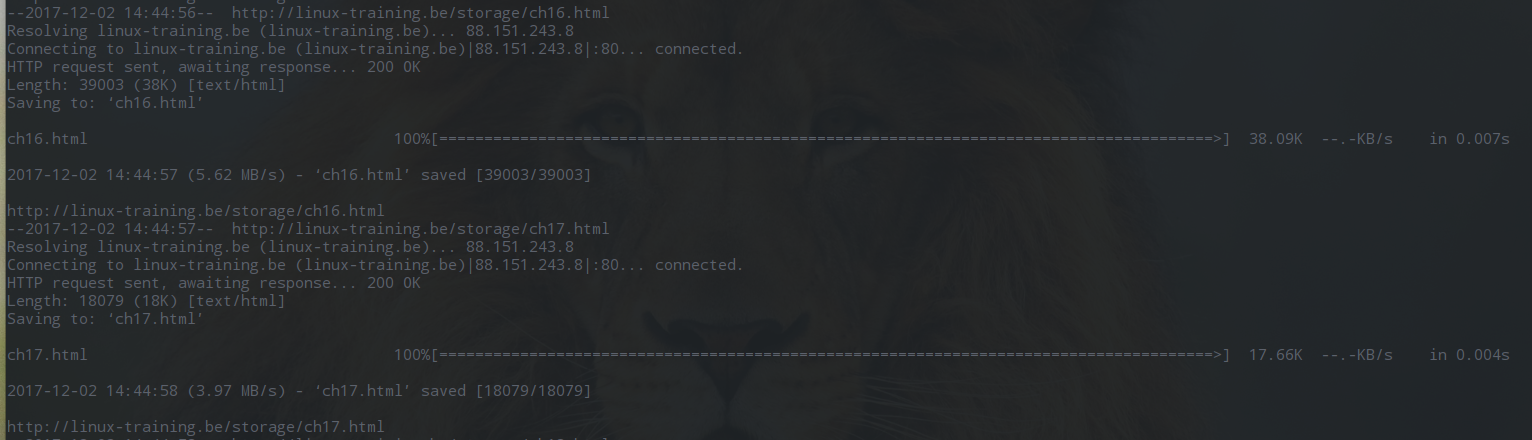 --2017-12-02 14:44:56--  http://linux-training.be/storage/ch16.html
Resolving linux-training.be (linux-training.be)... 88.151.243.8
Connecting to linux-training.be (linux-training.be)|88.151.243.8|:80... connected.
HTTP request sent, awaiting response... 200 OK
Length: 39003 (38K) [text/html]
Saving to: ‘ch16.html’
ch16.html 100%[======================================================================================>] 38.09K --.-KB/s in 0.007s
2017-12-02 14:44:57 (5.62 MB/s) - ‘ch16.html’ saved [39003/39003]
http://linux-training.be/storage/ch16.html
--2017-12-02 14:44:57--  http://linux-training.be/storage/ch17.html
Resolving linux-training.be (linux-training.be)... 88.151.243.8
Connecting to linux-training.be (linux-training.be)|88.151.243.8|:80... connected.
HTTP request sent, awaiting response... 200 OK
Length: 18079 (18K) [text/html]
Saving to: ‘ch17.html’
ch17.html 100%[======================================================================================>] 17.66K --.-KB/s in 0.004s
2017-12-02 14:44:58 (3.97 MB/s) - ‘ch17.html’ saved [18079/18079]
http://linux-training.be/storage/ch17.html